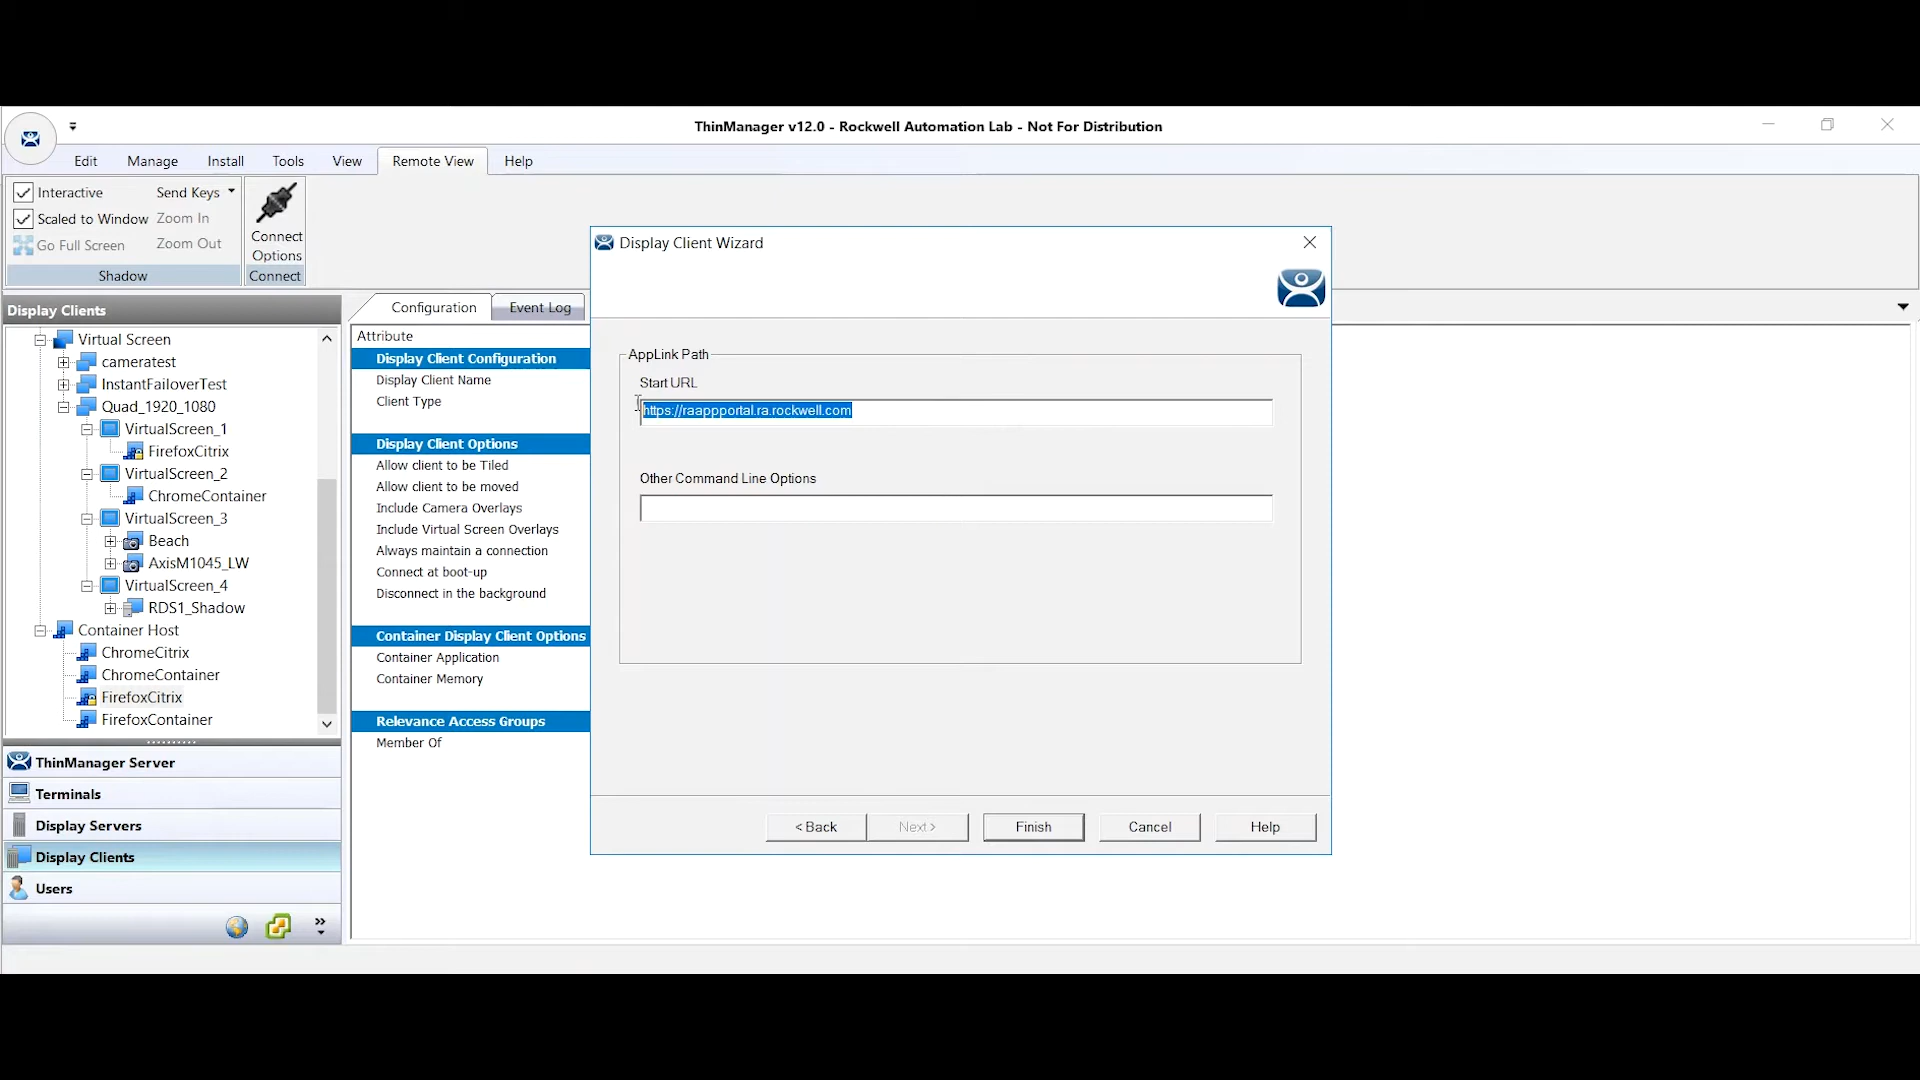 ThinManager v12.0 - Rockwell Automation Lab - Not For Distribution
Edit Manage Install Tools View Remote View Help
Interactive
Send Keys
Scaled to Window
Zoom In
Go Full Screen
Zoom Out
Shadow
Connect Options
Connect
Display Clients
Virtual Screen
cameratest
InstantFailoverTest
Quad_1920_1080
VirtualScreen_1
FirefoxCitrix
VirtualScreen_2
ChromeContainer
VirtualScreen_3
Beach
AxisM1045_LW
VirtualScreen_4
RDS1_Shadow
Container Host
ChromeCitrix
ChromeContainer
FirefoxCitrix
FirefoxContainer
ThinManager Server
Terminals
Display Servers
Display Clients
Users
Configuration
Event Log
Attribute
Display Client Configuration
Display Client Name
Client Type
Display Client Options
Allow client to be Tiled
Allow client to be moved
Include Camera Overlays
Include Virtual Screen Overlays
Always maintain a connection
Connect at boot-up
Disconnect in the background
Container Display Client Options
Container Application
Container Memory
Relevance Access Groups
Member Of
Display Client Wizard
AppLink Path
Start URL
https://raappportal.ra.rockwell.com
Other Command Line Options
< Back
Next >
Finish
Cancel
Help